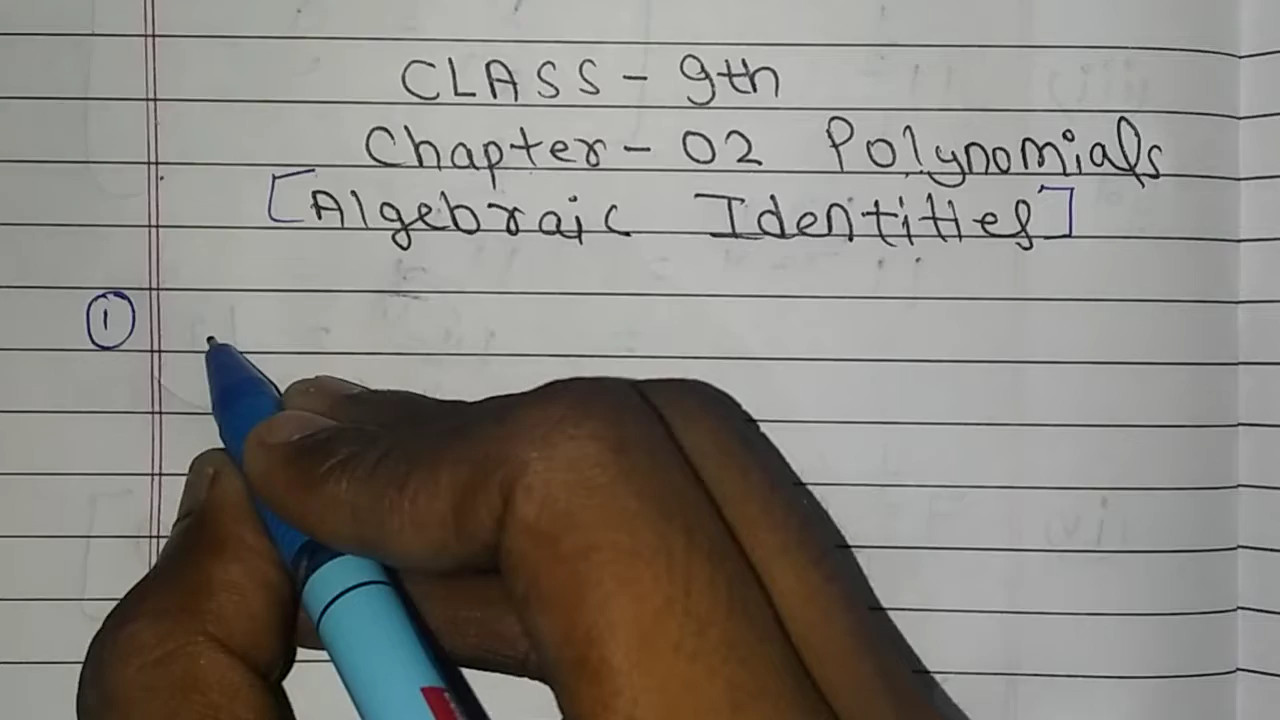 CLASS - 9th
Chapter - 02 Polynomials
[Algebraic Identities]
①